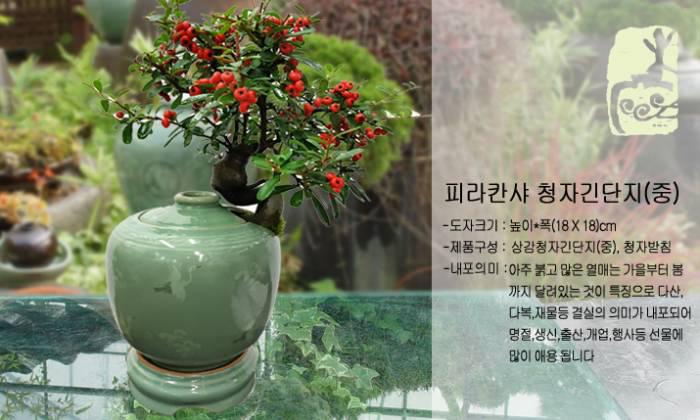 피라칸샤 청자긴단지(중)
-도자크기 : 높이*폭(18 X 18)cm
-제품구성 : 상감청자긴단지(중), 청자받침
-내포의미 : 아주 붉고 많은 열매는 가을부터 봄
까지 달려있는 것이 특징으로 다산,
다복,재물등 결실의 의미가 내포되어
명절,생신,출산,개업,행사등 선물에
많이 애용 됩니다